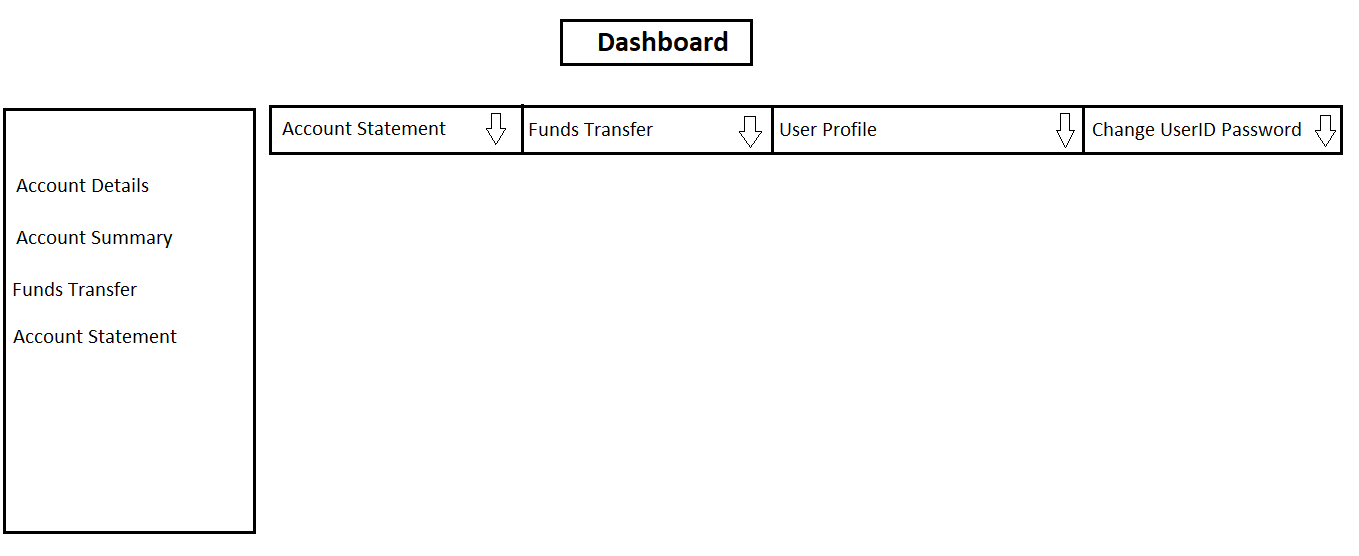 Dashboard
Account Statement
Funds Transfer
User Profile
Change UserID Password
Account Details
Account Summary
Funds Transfer
Account Statement